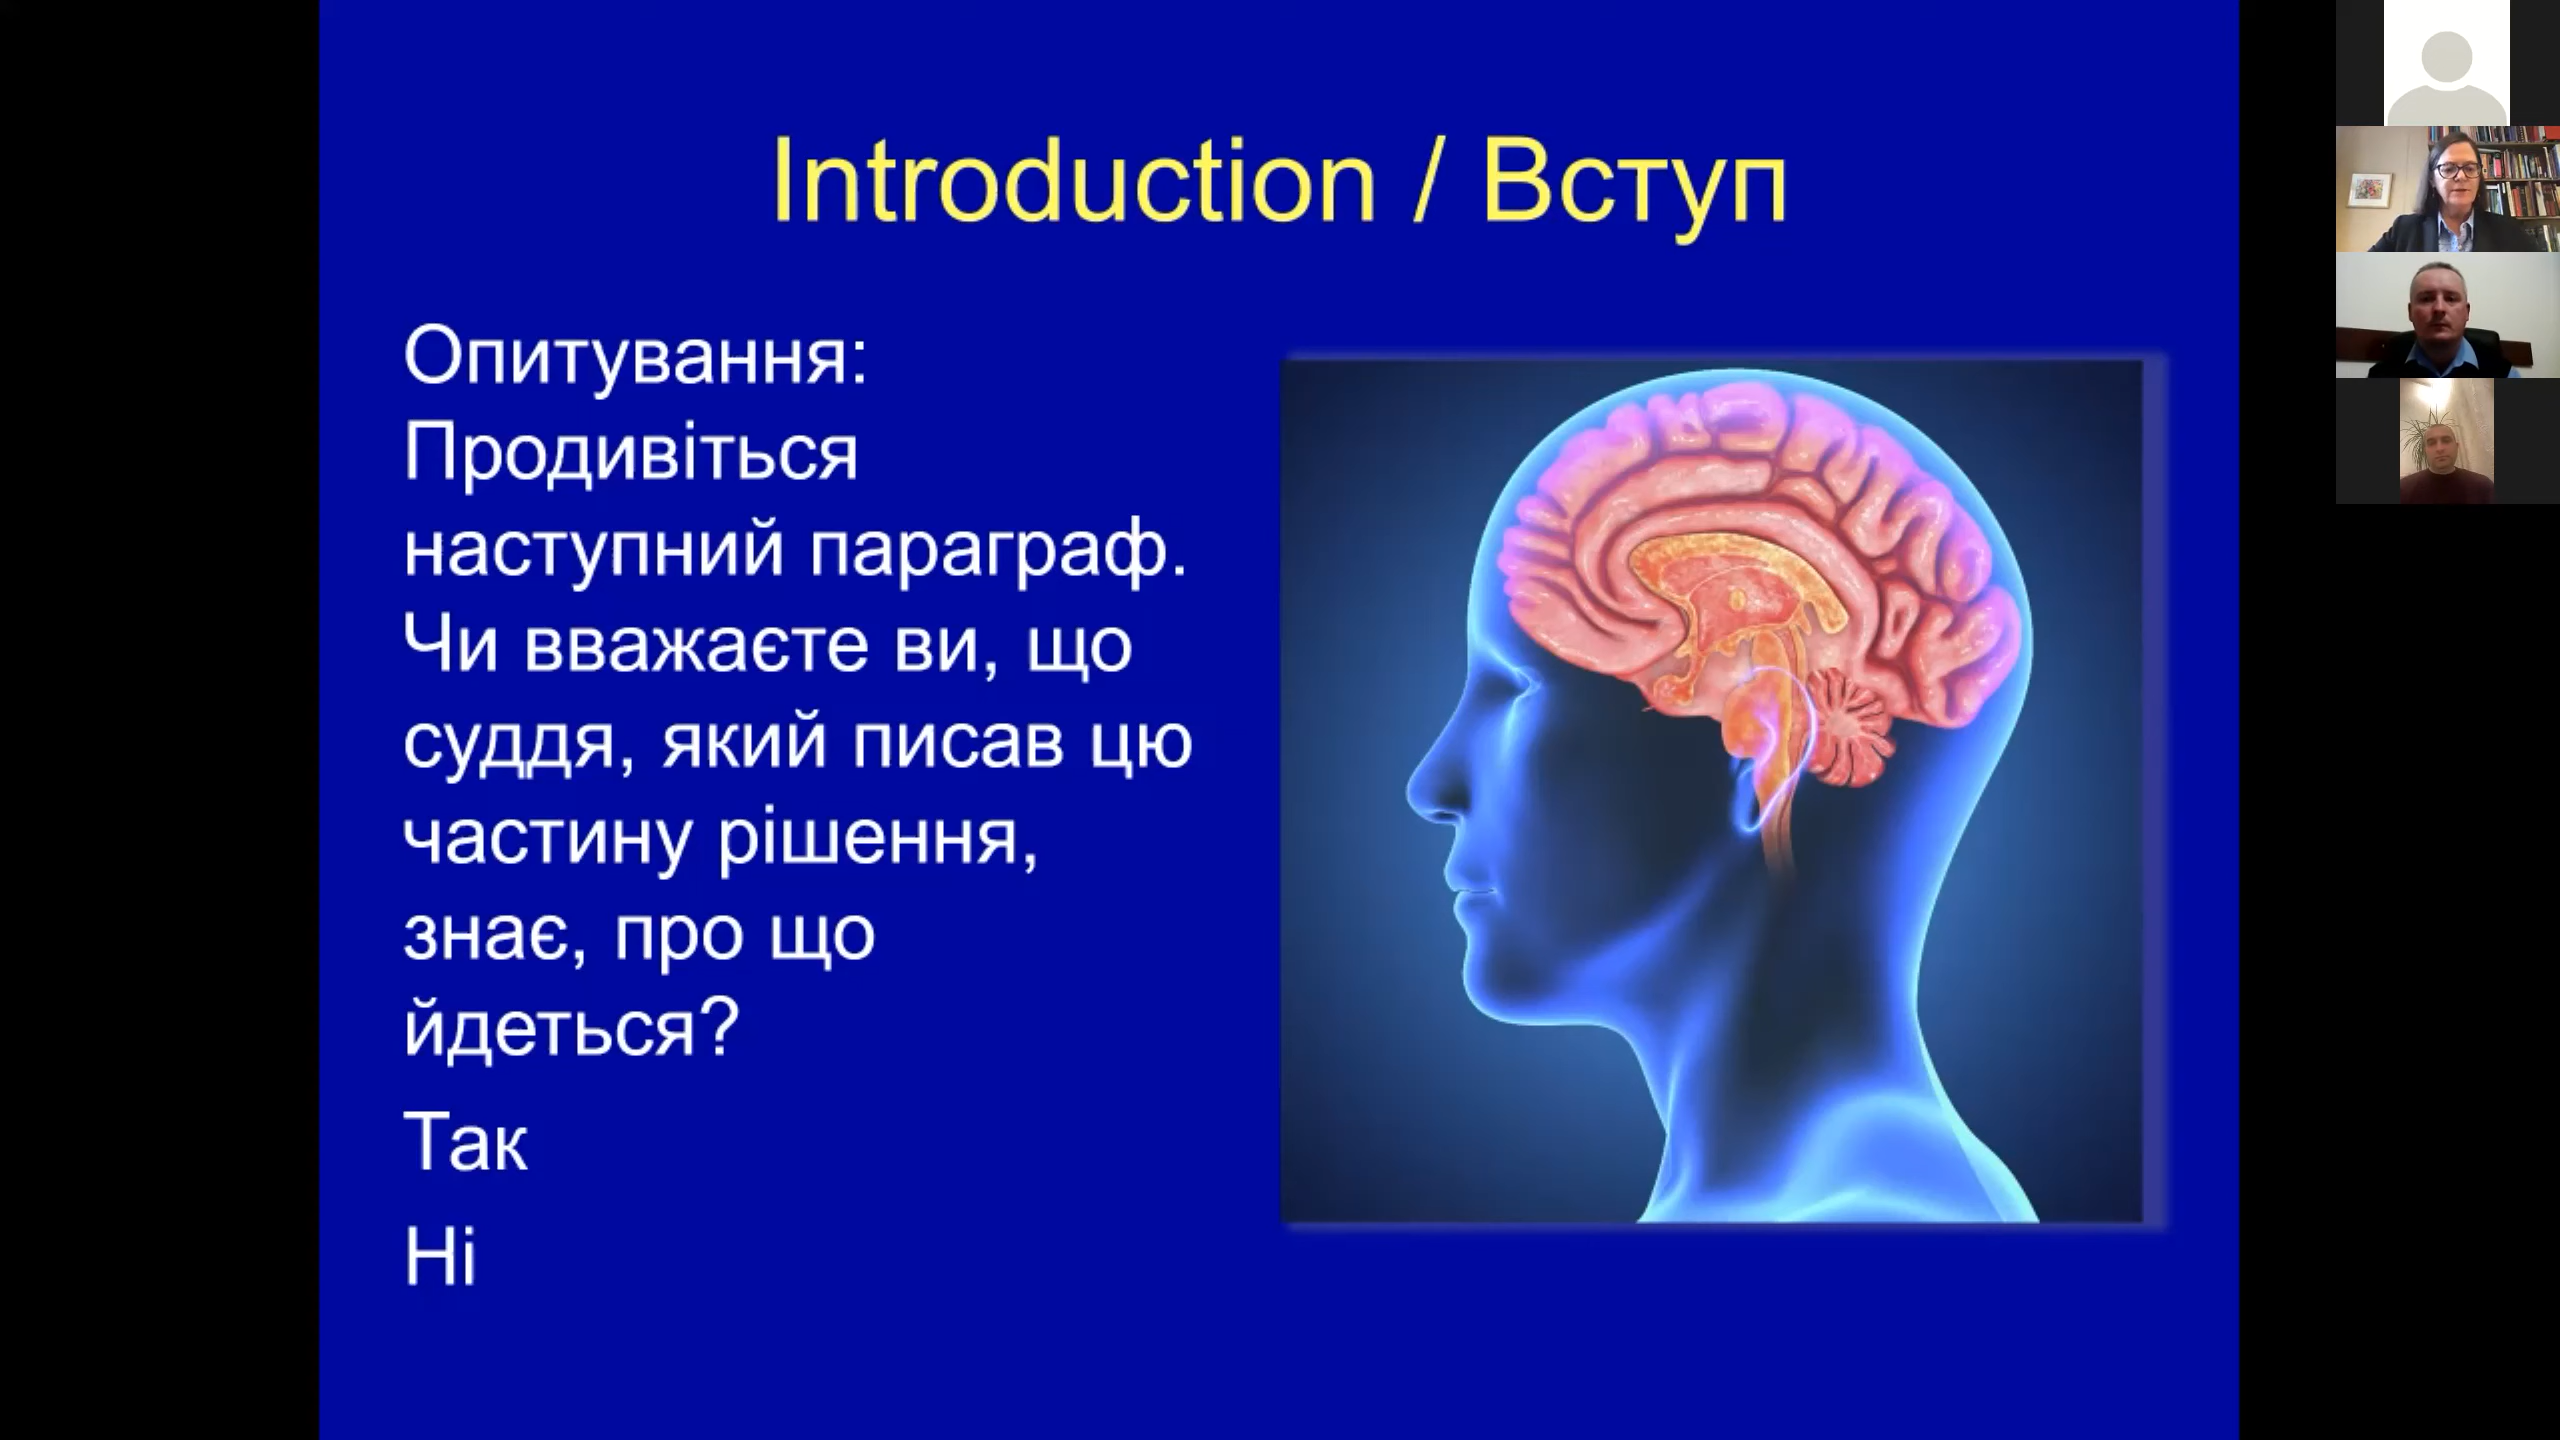 Introduction / Вступ
Опитування:
Продивіться
наступний параграф.
Чи вважаєте ви, що
суддя, який писав цю
частину рішення,
знає, про що
йдеться?
Так
Ні